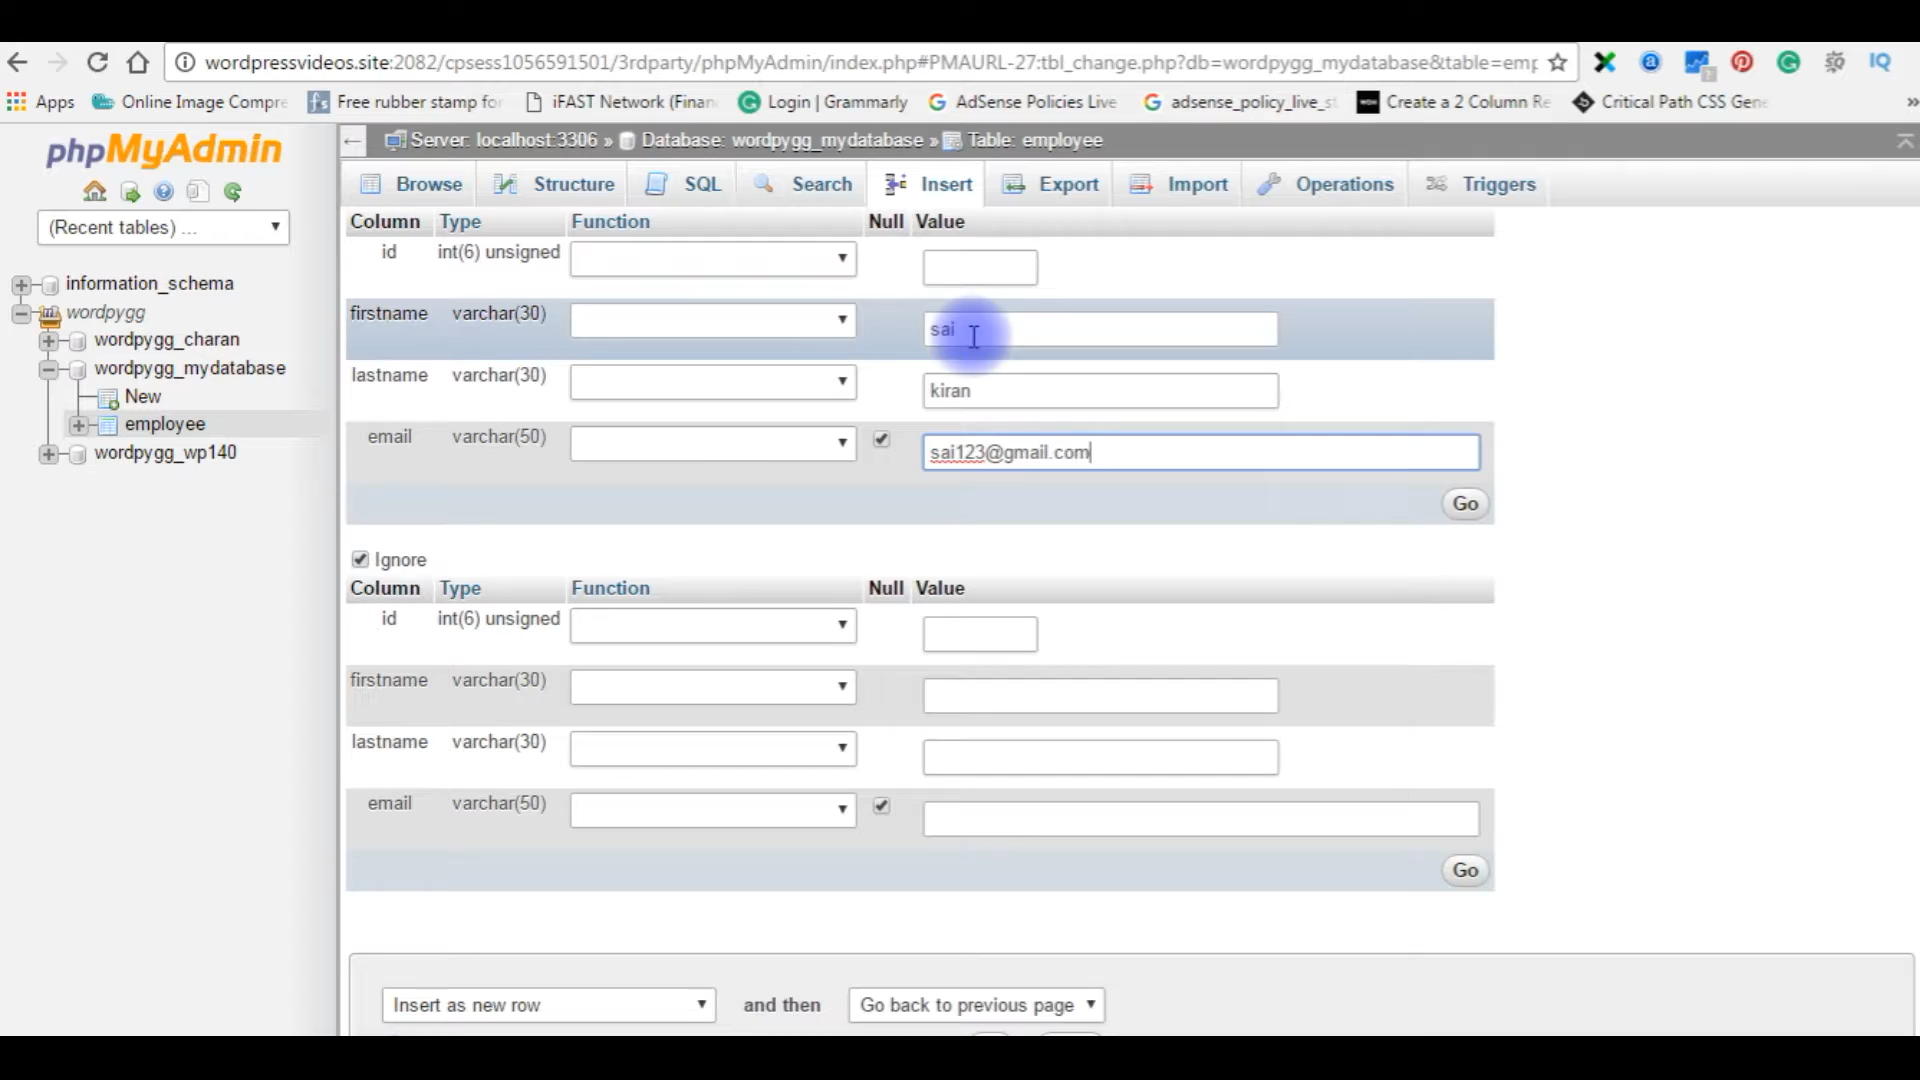 wordpressvideos.site:2082/cpsess1056591501/3rdparty/phpMyAdmin/index.php#PMAURL-27:tbl_change.php?db=wordpygg_mydatabase&table=emp
Apps Online Image Compre Free rubber stamp for iFAST Network (Finan Login | Grammarly AdSense Policies Live adsense_policy_live_s Create a 2 Column Re Critical Path CSS Gene »
phpMyAdmin
Server: localhost:3306 » Database: wordpygg_mydatabase » Table: employee
Browse Structure SQL Search Insert Export Import Operations Triggers
(Recent tables) ...
information_schema
wordpygg
wordpygg_charan
wordpygg_mydatabase
New
employee
wordpygg_wp140
Column Type Function Null Value
id int(6) unsigned
firstname varchar(30) sai
lastname varchar(30) kiran
email varchar(50) sai123@gmail.com
Go
Ignore
Column Type Function Null Value
id int(6) unsigned
firstname varchar(30)
lastname varchar(30)
email varchar(50)
Go
Insert as new row and then Go back to previous page